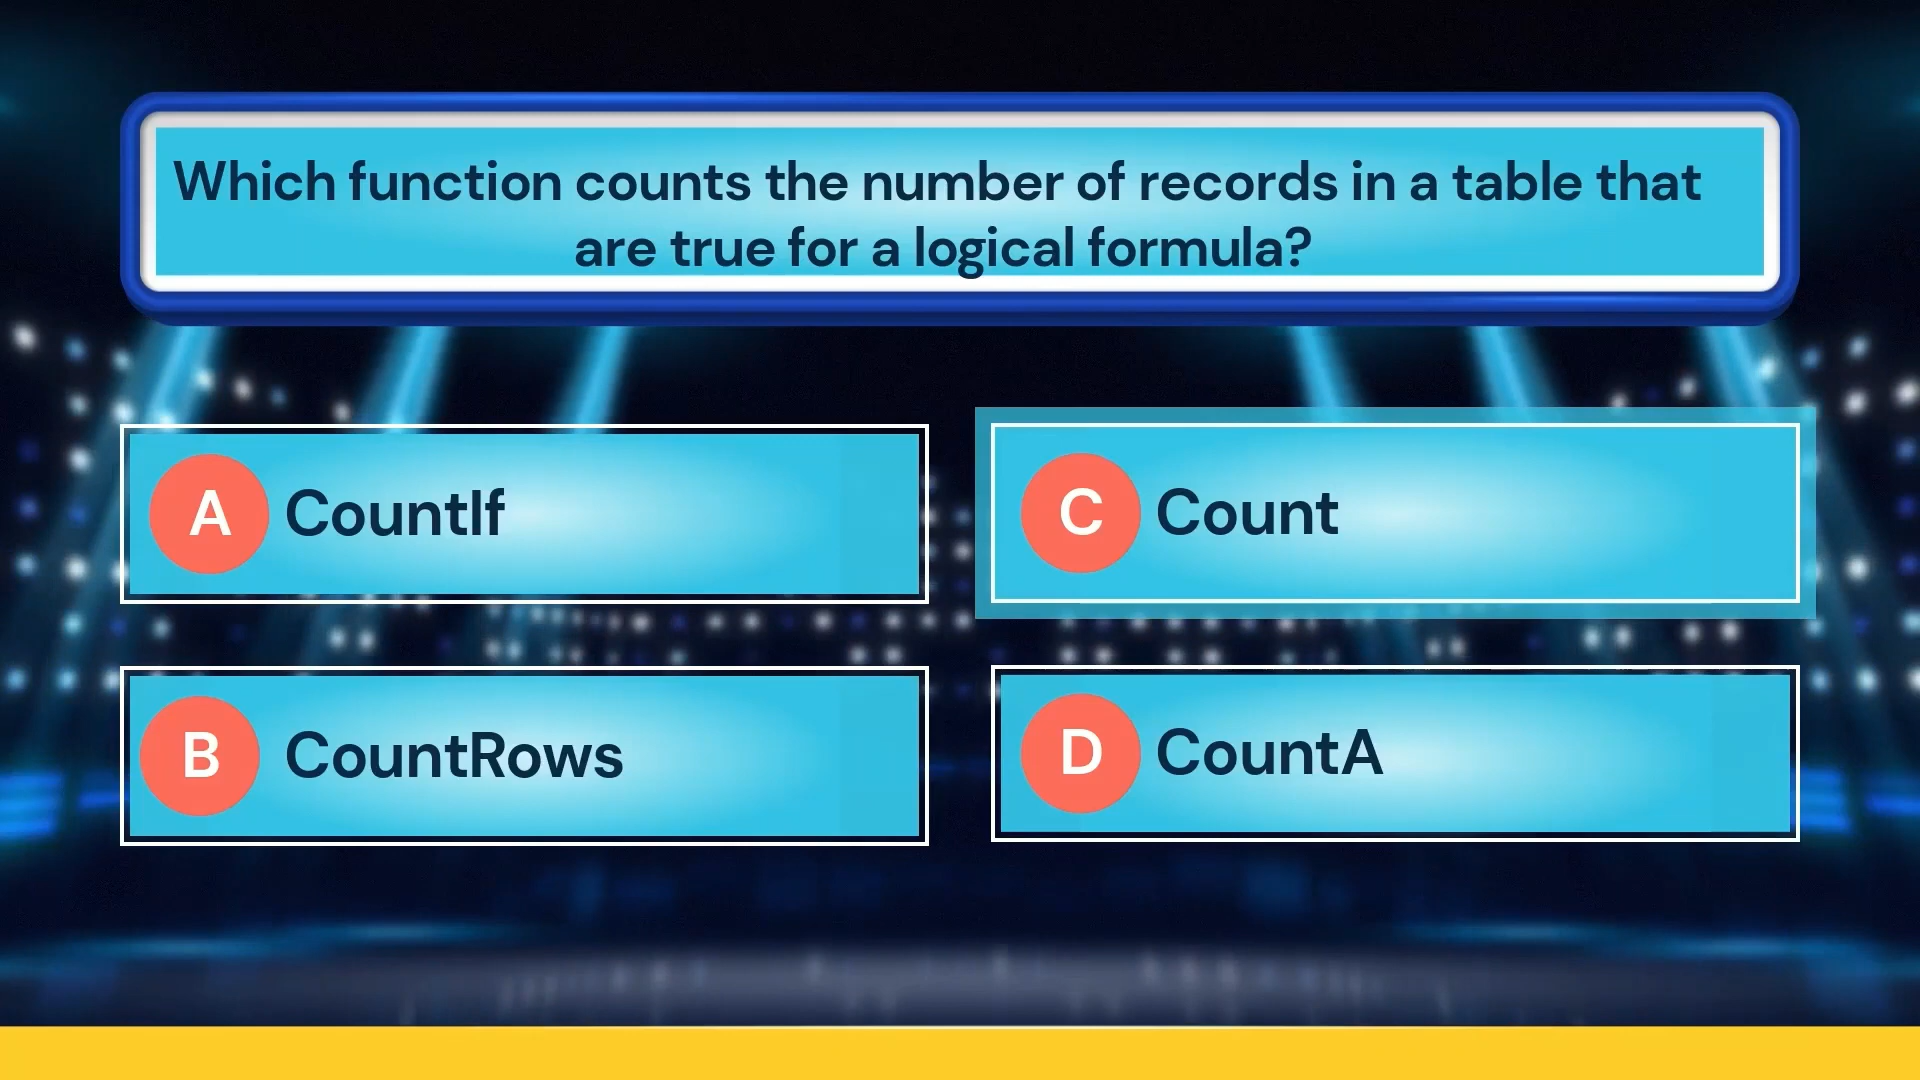 Which function counts the number of records in a table that
are true for a logical formula?
A CountIf
B CountRows
C Count
D CountA